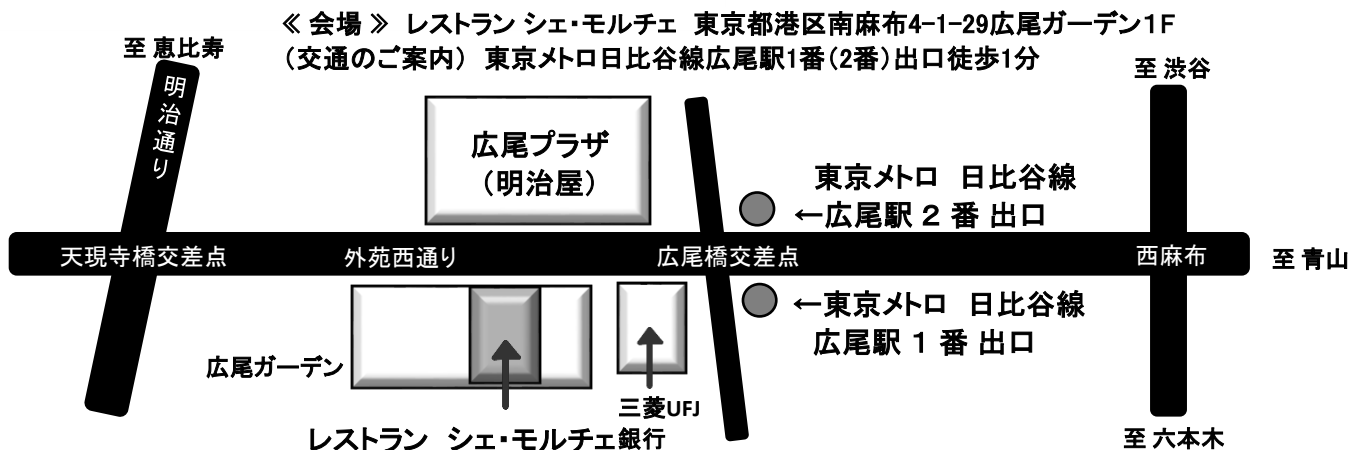 ≪ 会場 ≫ レストラン シェ・モルチェ 東京都港区南麻布4-1-29広尾ガーデン1F
(交通のご案内) 東京メトロ日比谷線広尾駅1番(2番)出口徒歩1分
至 恵比寿
至 渋谷
明治通り
広尾プラザ
(明治屋)
東京メトロ 日比谷線
←広尾駅 2 番 出口
天現寺橋交差点
外苑西通り
広尾橋交差点
西麻布
至 青山
←東京メトロ 日比谷線
広尾駅 1 番 出口
広尾ガーデン
三菱UFJ
銀行
レストラン シェ・モルチェ
至 六本木